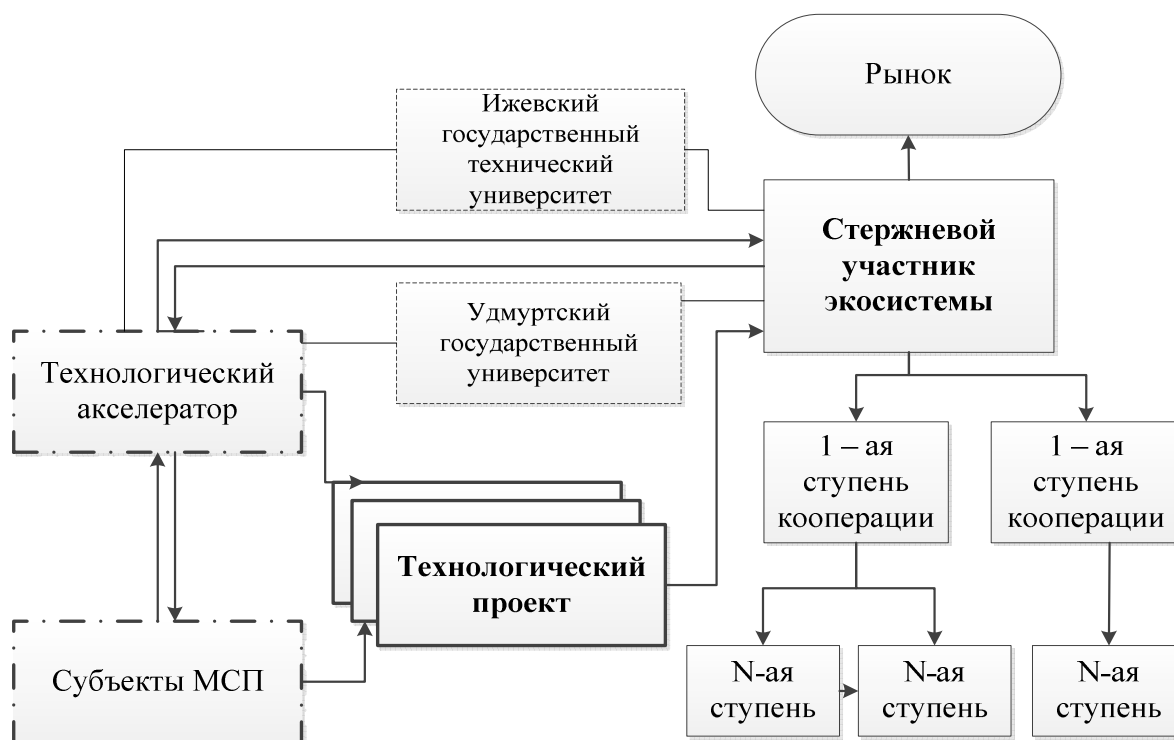 Рынок
Ижевский
государственный
технический
университет
Стержневой
участник
экосистемы
Удмуртский
государственный
университет
Технологический
акселератор
1 – ая
ступень
кооперации
1 – ая
ступень
кооперации
Технологический
проект
Субъекты МСП
N-ая
ступень
N-ая
ступень
N-ая
ступень